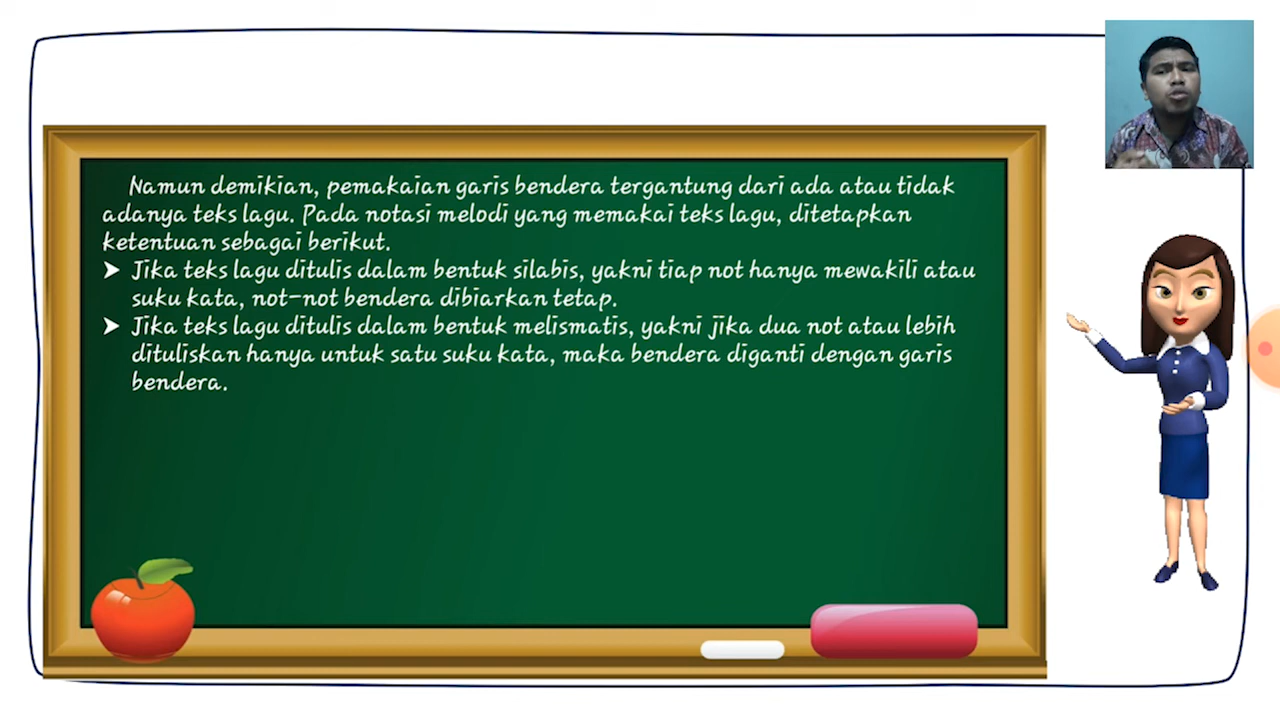 Namun demikian, pemakaian garis bendera tergantung dari ada atau tidak
adanya teks lagu. Pada notasi melodi yang memakai teks lagu, ditetapkan
ketentuan sebagai berikut.
➤ Jika teks lagu ditulis dalam bentuk silabis, yakni tiap not hanya mewakili atau
suku kata, not-not bendera dibiarkan tetap.
➤ Jika teks lagu ditulis dalam bentuk melismatis, yakni jika dua not atau lebih
dituliskan hanya untuk satu suku kata, maka bendera diganti dengan garis
bendera.